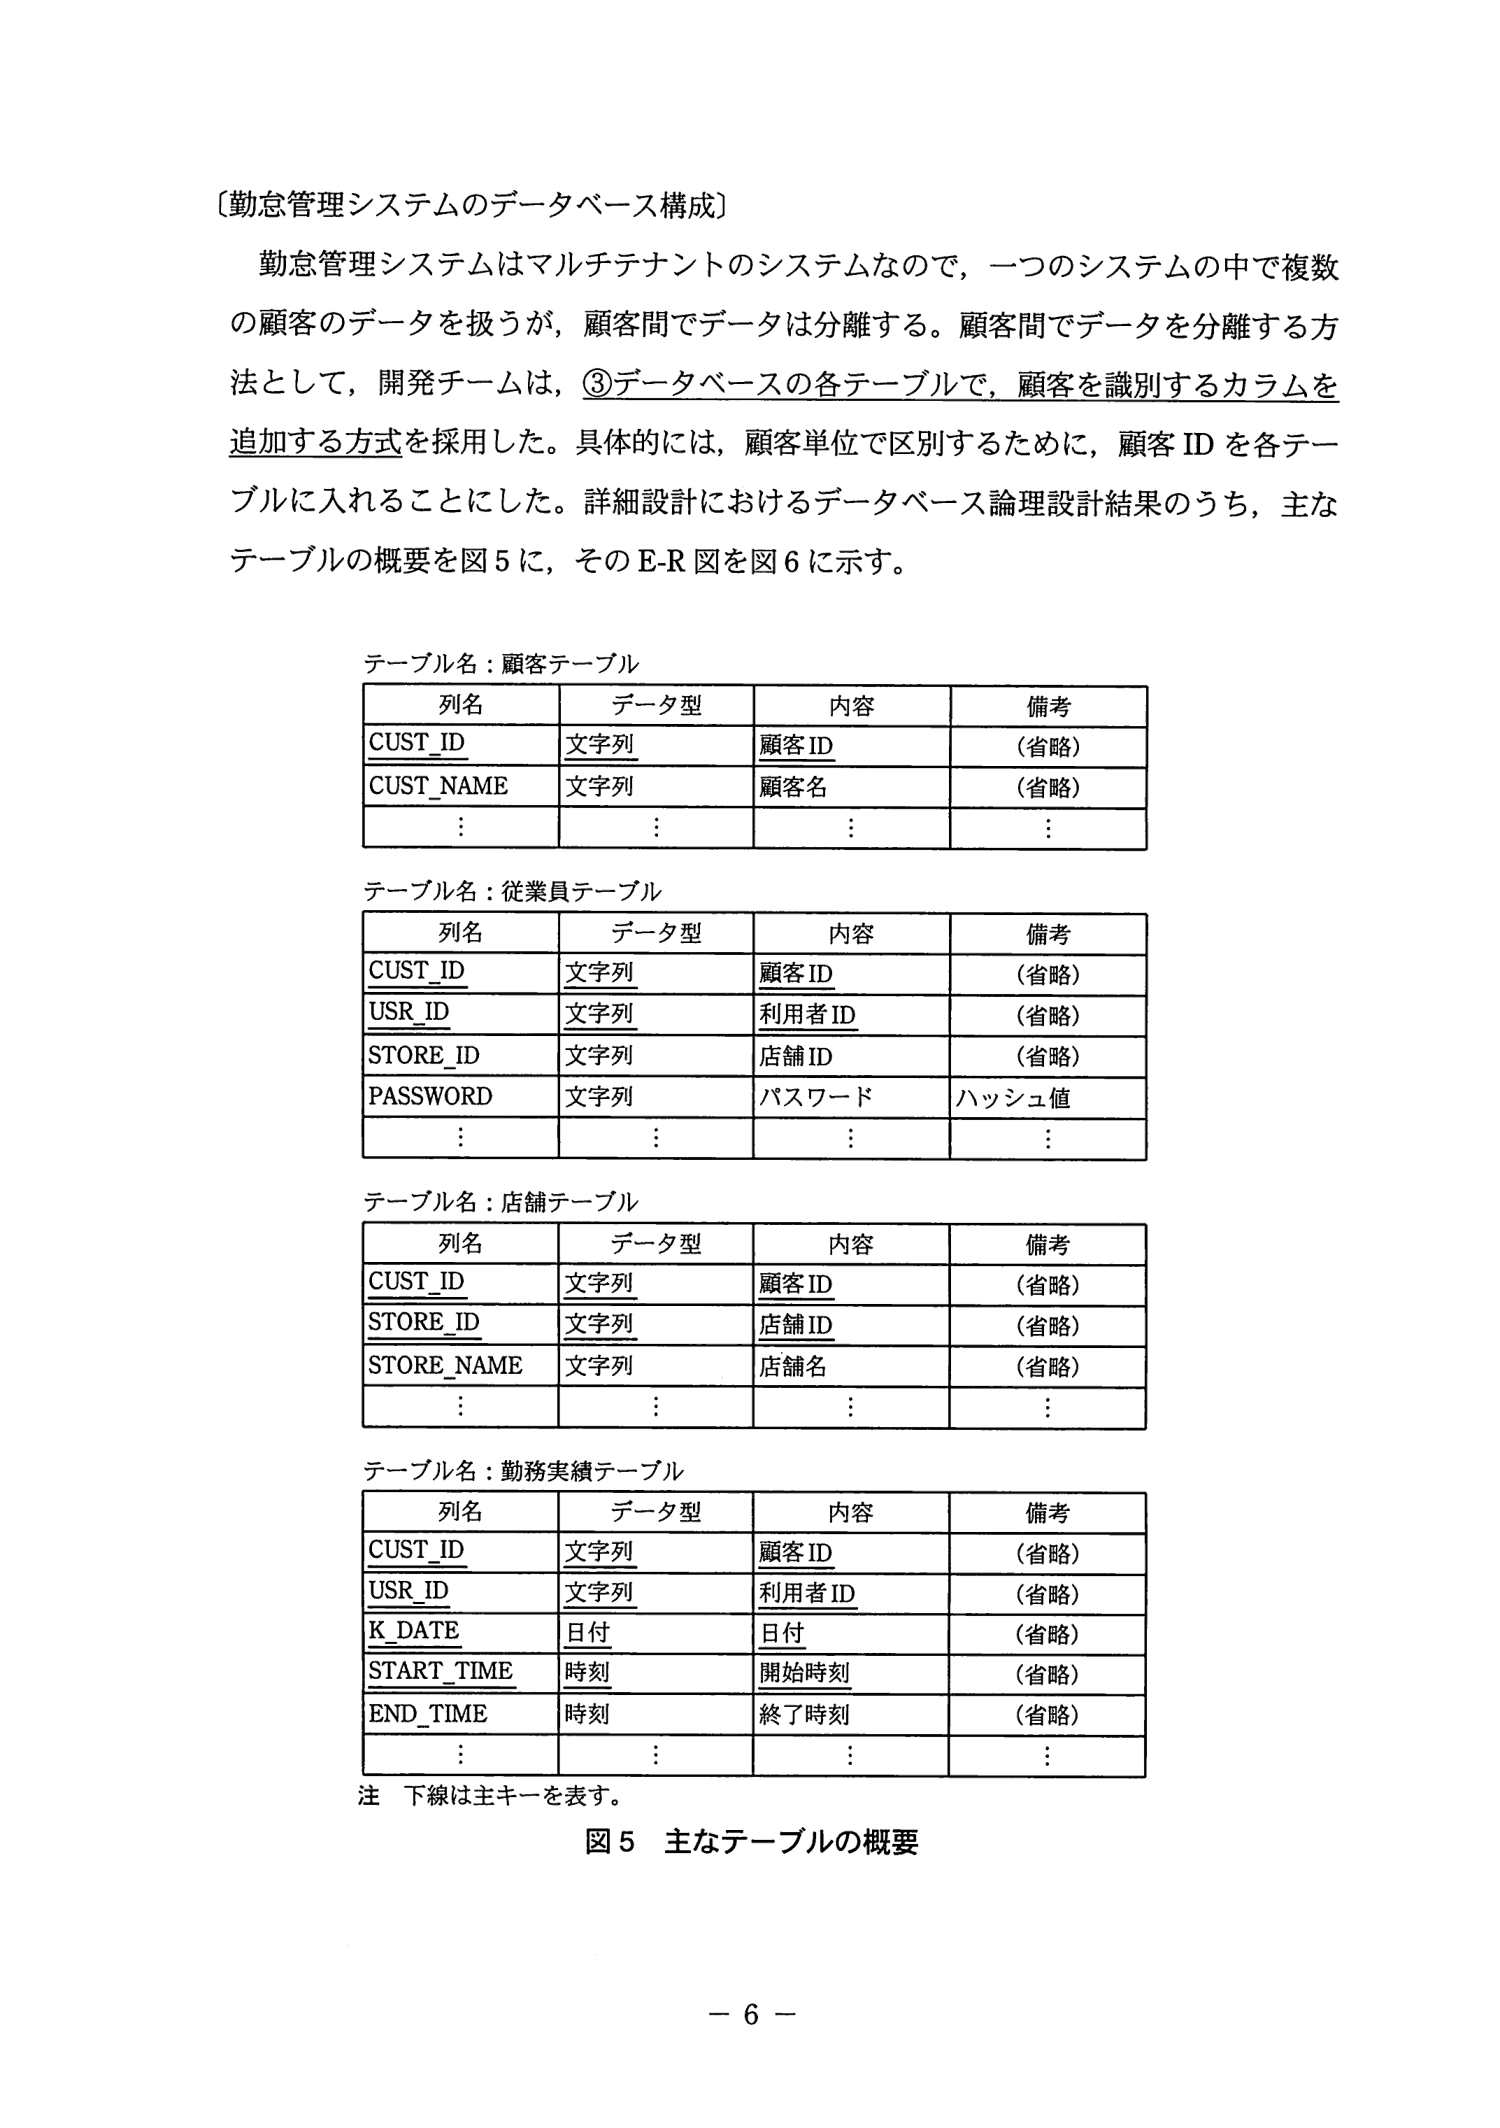 〔勤怠管理システムのデータベース構成〕
勤怠管理システムはマルチテナントのシステムなので，一つのシステムの中で複数
の顧客のデータを扱うが，顧客間でデータは分離する。顧客間でデータを分離する方
法として，開発チームは，③データベースの各テーブルで，顧客を識別するカラムを
追加する方式を採用した。具体的には，顧客単位で区別するために，顧客 ID を各テー
ブルに入れることにした。詳細設計におけるデータベース論理設計結果のうち，主な
テーブルの概要を図 5 に，その E-R 図を図 6 に示す。
テーブル名：顧客テーブル
列名 データ型 内容 備考
CUST_ID 文字列 顧客 ID （省略）
CUST_NAME 文字列 顧客名 （省略）
⋮ ⋮ ⋮ ⋮
テーブル名：従業員テーブル
列名 データ型 内容 備考
CUST_ID 文字列 顧客 ID （省略）
USR_ID 文字列 利用者 ID （省略）
STORE_ID 文字列 店舗 ID （省略）
PASSWORD 文字列 パスワード ハッシュ値
⋮ ⋮ ⋮ ⋮
テーブル名：店舗テーブル
列名 データ型 内容 備考
CUST_ID 文字列 顧客 ID （省略）
STORE_ID 文字列 店舗 ID （省略）
STORE_NAME 文字列 店舗名 （省略）
⋮ ⋮ ⋮ ⋮
テーブル名：勤務実績テーブル
列名 データ型 内容 備考
CUST_ID 文字列 顧客 ID （省略）
USR_ID 文字列 利用者 ID （省略）
K_DATE 日付 日付 （省略）
START_TIME 時刻 開始時刻 （省略）
END_TIME 時刻 終了時刻 （省略）
⋮ ⋮ ⋮ ⋮
注 下線は主キーを表す。
図 5 主なテーブルの概要
－ 6 －